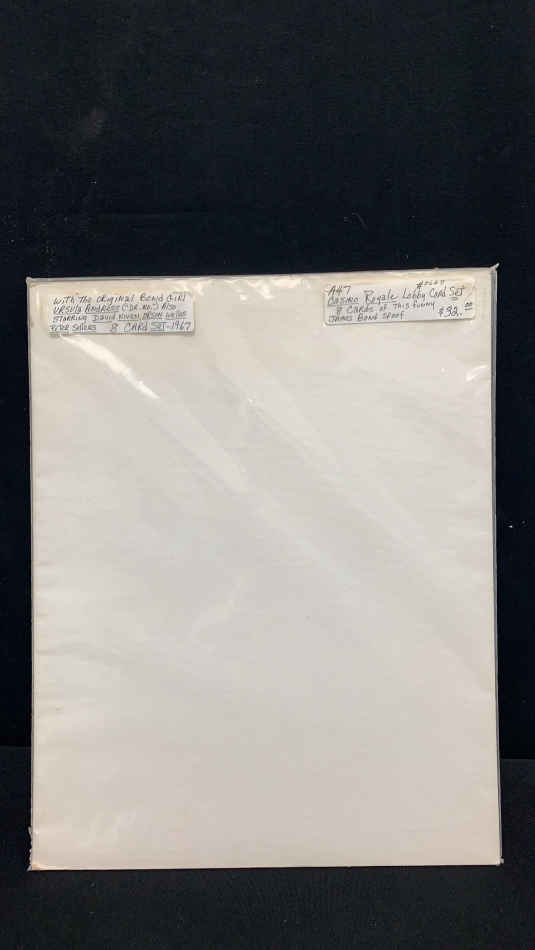 With The original Bond Girl
URSULA ANDRESS (DR. NO.) Also
STARRING DAVID NIVEN, ORSON WELLES
PETER SELLERS 8 CARD SET-1967
A47
CASINO Royale Lobby Card Set
8 CARDS of This funny
JAMES BOND SPOOF $32.00